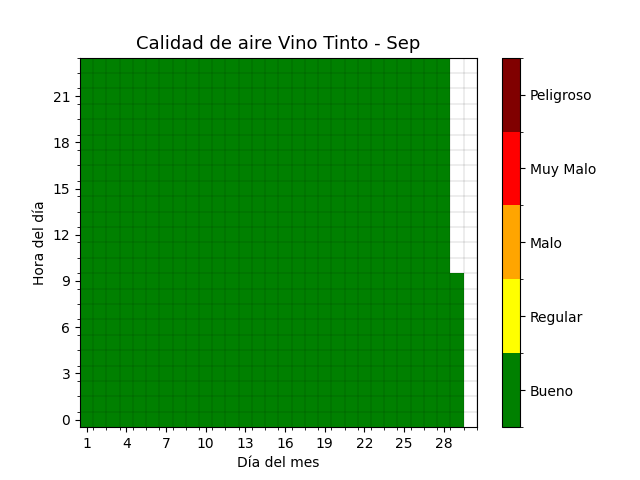 Calidad de aire Vino Tinto - Sep
Hora del día
21
18
15
12
9
6
3
0
1 4 7 10 13 16 19 22 25 28
Día del mes
Peligroso
Muy Malo
Malo
Regular
Bueno